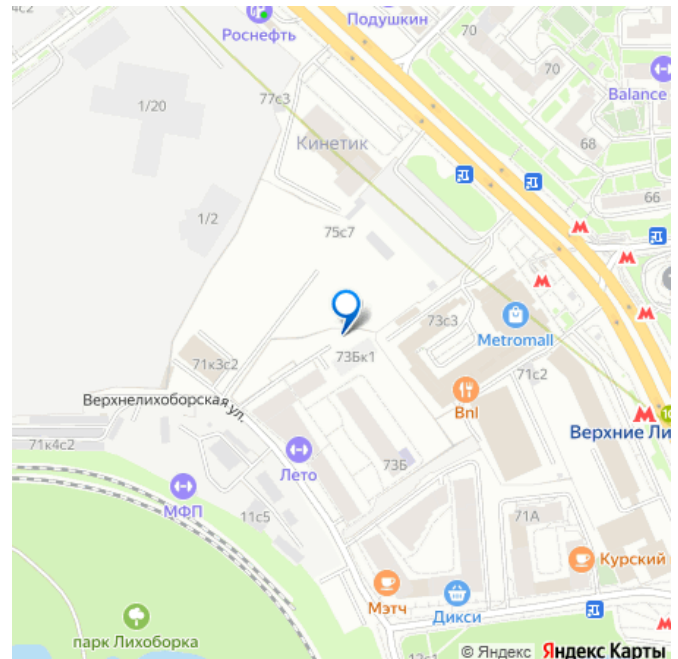 4с2
Роснефть
Подушкин
70
70
1/20
77с3
Balance
Кинетик
68
66
1/2
75с7
73с3
Metromall
73Бк1
71к3с2
71с2
Верхнелихоборская ул.
Bnl
10
Верхние Ли
71к4с2
Лето
73Б
МФП
11с5
71А
Курский
Мэтч
Дикси
парк Лихоборка
© Яндекс Яндекс Карты